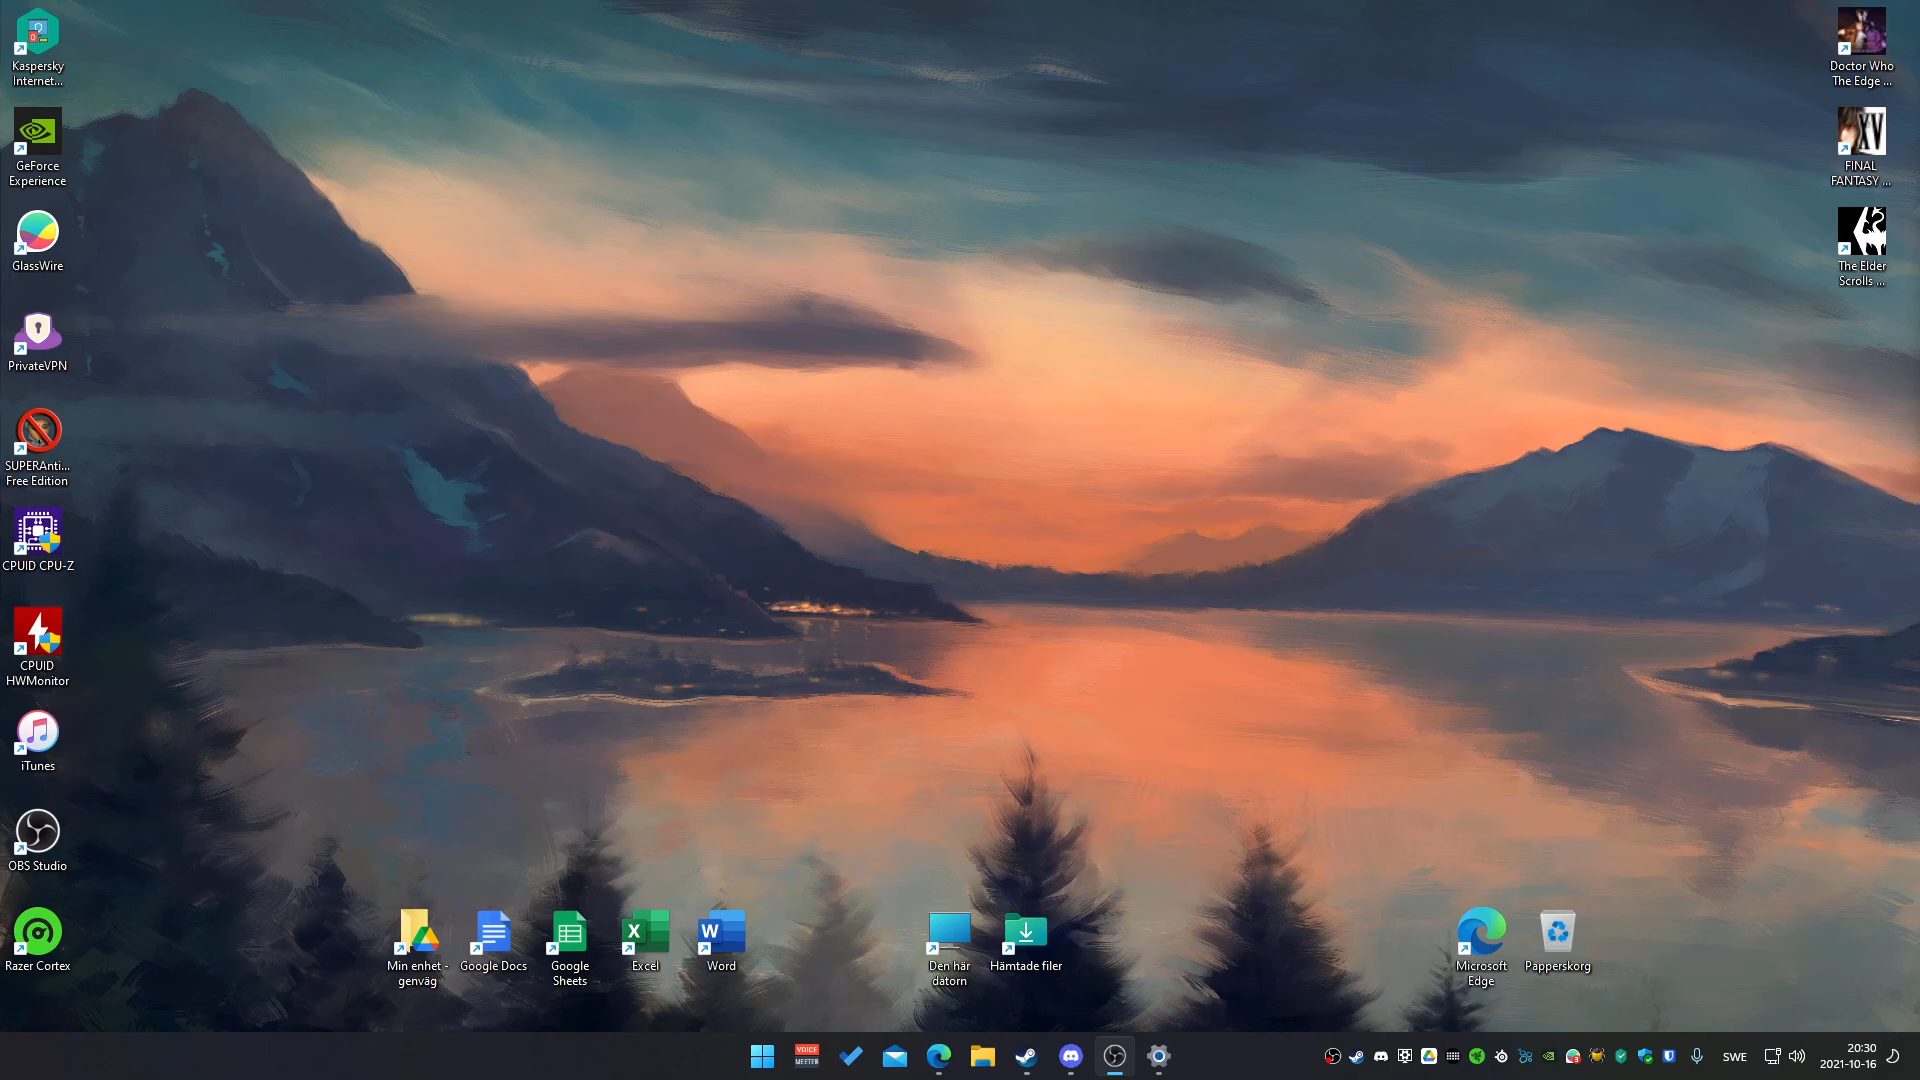 Kaspersky
Internet...
GeForce
Experience
GlassWire
PrivateVPN
SUPERAnti...
Free Edition
CPUID CPU-Z
CPUID
HWMonitor
iTunes
OBS Studio
Razer Cortex
Doctor Who
The Edge ...
XV
FINAL
FANTASY ...
The Elder
Scrolls ...
Min enhet -
genväg
Google Docs
Google
Sheets
X
Excel
W
Word
Den här
datorn
Hämtade filer
Microsoft
Edge
Papperskorg
VOICE
MEETER
SWE
20:30
2021-10-16